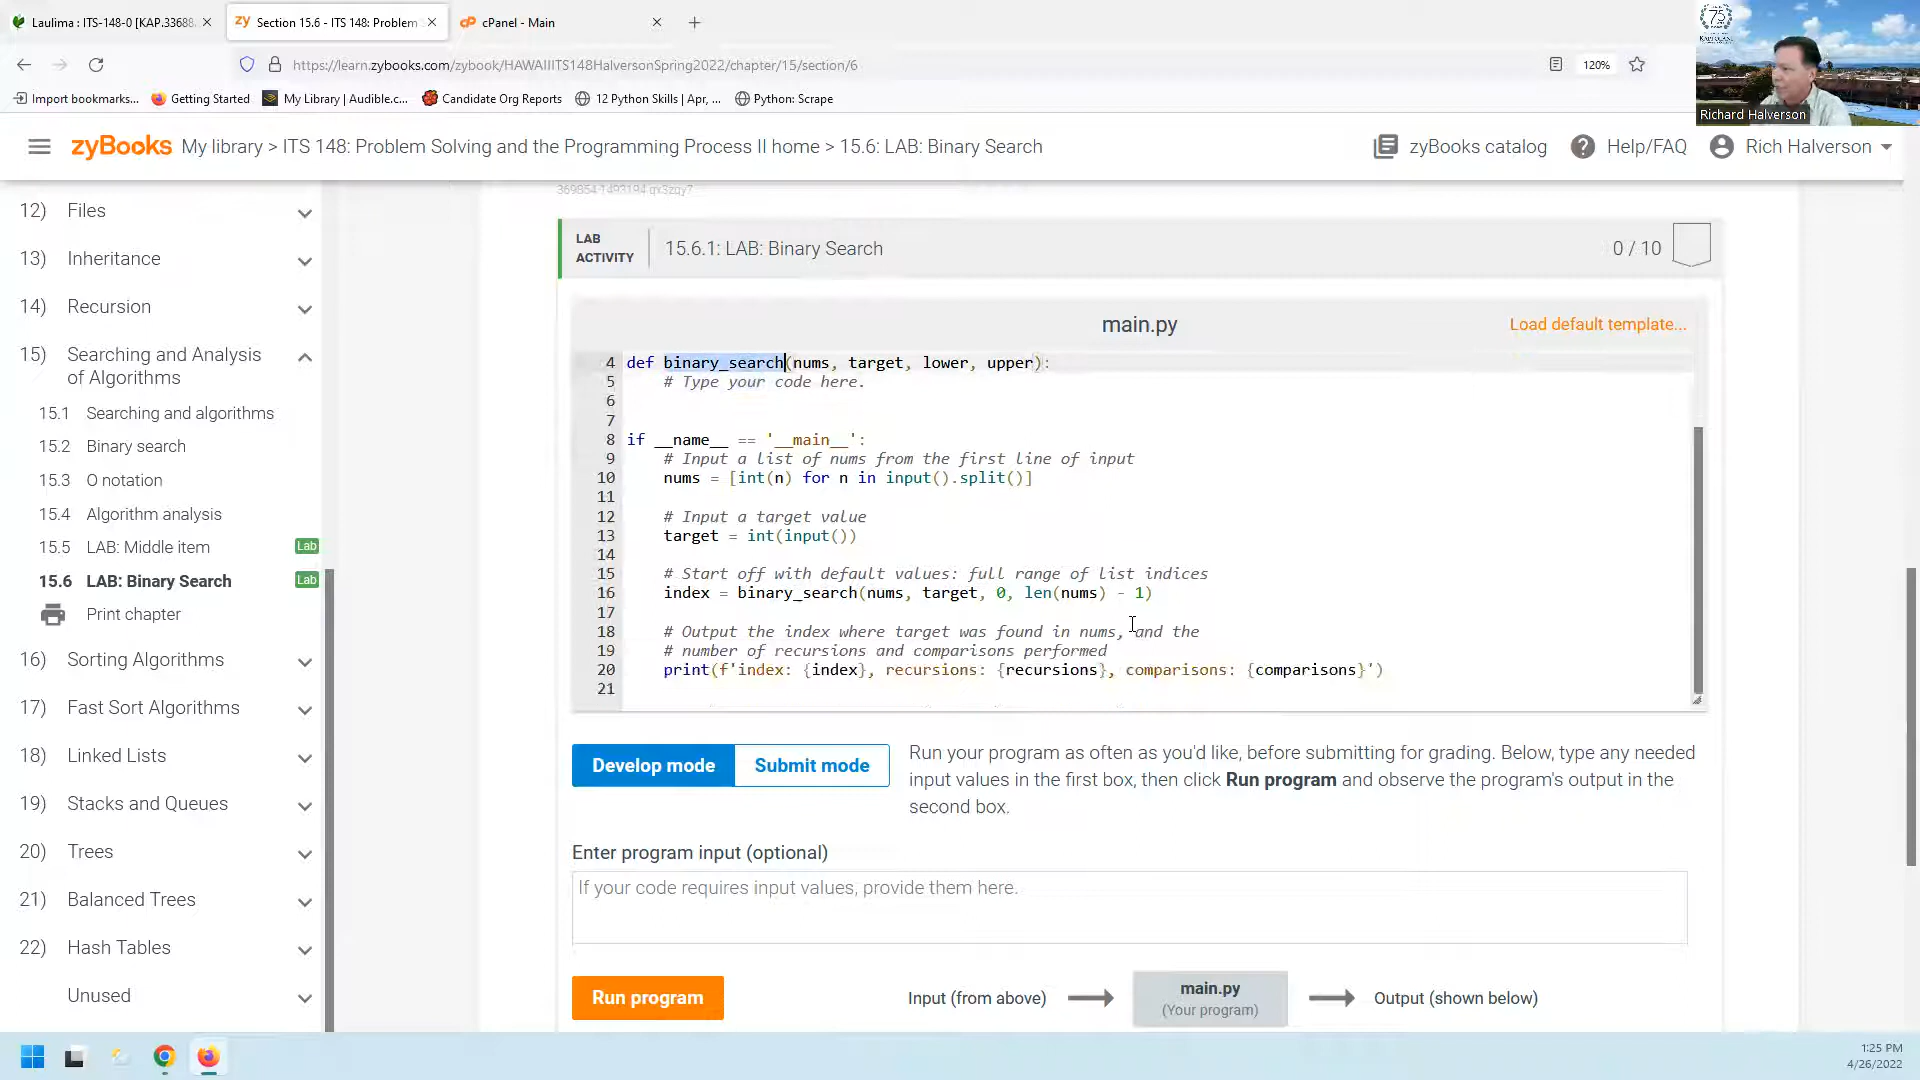 Laulima : ITS-148-0 [KAP.33688.
zy Section 15.6 - ITS 148: Problem
cP cPanel - Main
https://learn.zybooks.com/zybook/HAWAIIITS148HalversonSpring2022/chapter/15/section/6
120%
Import bookmarks...
Getting Started
My Library | Audible.c...
Candidate Org Reports
12 Python Skills | Apr, ...
Python: Scrape
75
Richard Halverson
zyBooks My library > ITS 148: Problem Solving and the Programming Process II home > 15.6: LAB: Binary Search
zyBooks catalog
Help/FAQ
Rich Halverson
12) Files
13) Inheritance
14) Recursion
15) Searching and Analysis
of Algorithms
15.1 Searching and algorithms
15.2 Binary search
15.3 O notation
15.4 Algorithm analysis
15.5 LAB: Middle item Lab
15.6 LAB: Binary Search Lab
Print chapter
16) Sorting Algorithms
17) Fast Sort Algorithms
18) Linked Lists
19) Stacks and Queues
20) Trees
21) Balanced Trees
22) Hash Tables
Unused
369854-1493194.qx3zqy7
LAB
ACTIVITY
15.6.1: LAB: Binary Search
0 / 10
main.py
Load default template...
4 def binary_search(nums, target, lower, upper):
5 # Type your code here.
6
7
8 if __name__ == '__main__':
9 # Input a list of nums from the first line of input
10 nums = [int(n) for n in input().split()]
11
12 # Input a target value
13 target = int(input())
14
15 # Start off with default values: full range of list indices
16 index = binary_search(nums, target, 0, len(nums) - 1)
17
18 # Output the index where target was found in nums, and the
19 # number of recursions and comparisons performed
20 print(f'index: {index}, recursions: {recursions}, comparisons: {comparisons}')
21
Develop mode
Submit mode
Run your program as often as you'd like, before submitting for grading. Below, type any needed
input values in the first box, then click Run program and observe the program's output in the
second box.
Enter program input (optional)
If your code requires input values, provide them here.
Run program
Input (from above)
main.py
(Your program)
Output (shown below)
1:25 PM
4/26/2022